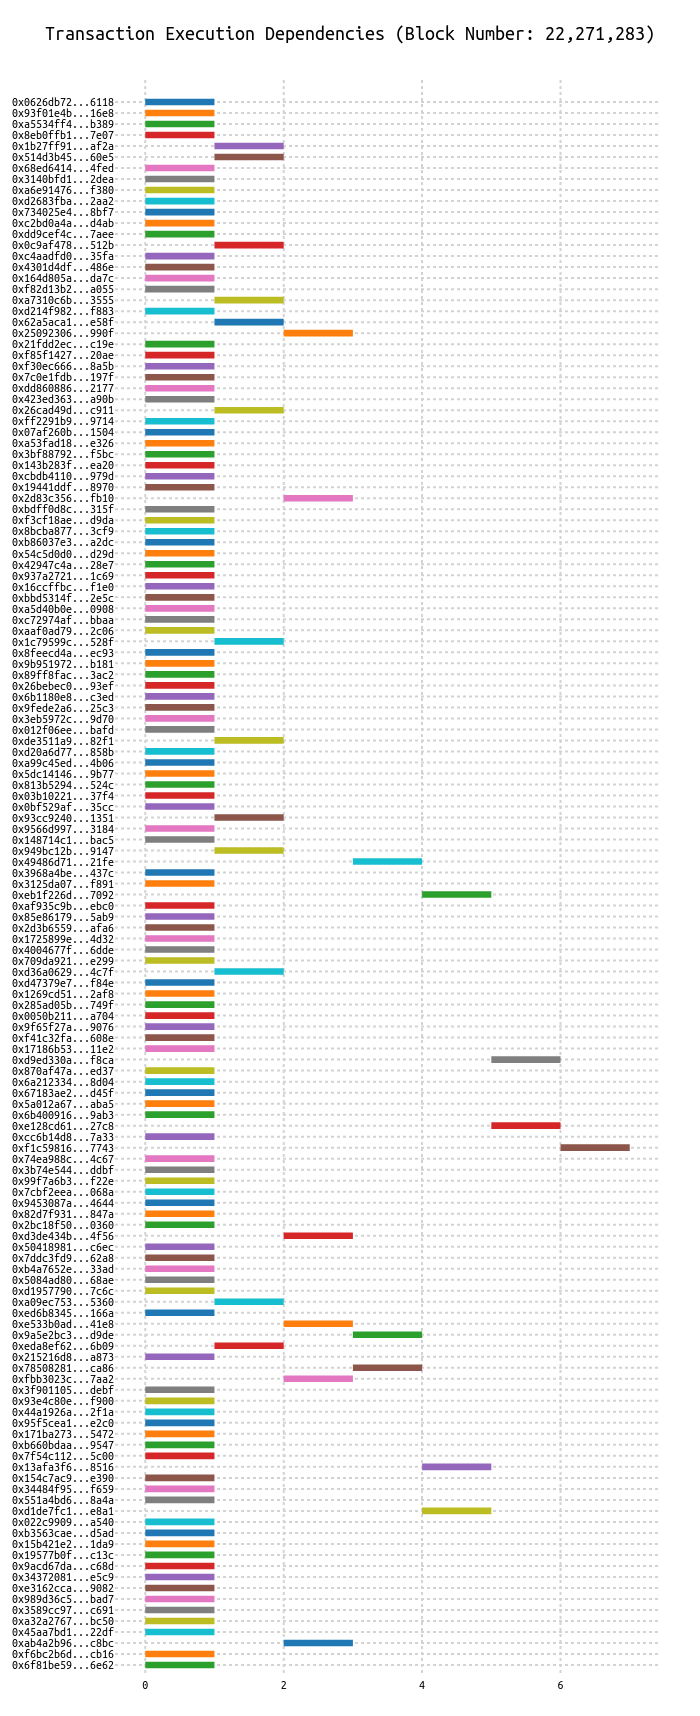 Transaction Execution Dependencies (Block Number: 22,271,283)
0x0626db72...6118
0x93f01e4b...16e8
0xa5534ff4...b389
0x8eb0ffb1...7e07
0x1b27ff91...af2a
0x514d3b45...60e5
0x68ed6414...4fed
0x3140bfd1...2dea
0xa6e91476...f380
0xd2683fba...2aa2
0x734025e4...8bf7
0xc2bd0a4a...d4ab
0xdd9cef4c...7aee
0x0c9af478...512b
0xc4aadfd0...35fa
0x4301d4df...486e
0x164d805a...da7c
0xf82d13b2...a055
0xa7310c6b...3555
0xd214f982...f883
0x62a5aca1...e58f
0x25092306...990f
0x21fdd2ec...c19e
0xf85f1427...20ae
0xf30ec666...8a5b
0x7c0e1fdb...197f
0xdd860886...2177
0x423ed363...a90b
0x26cad49d...c911
0xff2291b9...9714
0x07af260b...1504
0xa53fad18...e326
0x3bf88792...f5bc
0x143b283f...ea20
0xcbdb4110...979d
0x19441ddf...8970
0x2d83c356...fb10
0xbdff0d8c...315f
0xf3cf18ae...d9da
0x8bcba877...3cf9
0xb86037e3...a2dc
0x54c5d0d0...d29d
0x42947c4a...28e7
0x937a2721...1c69
0x16ccffbc...f1e0
0xbbd5314f...2e5c
0xa5d40b0e...0908
0xc72974af...bbaa
0xaaf0ad79...2c06
0x1c79599c...528f
0x8feecd4a...ec93
0x9b951972...b181
0x89ff8fac...3ac2
0x26bebec0...93ef
0x6b1180e8...c3ed
0x9fede2a6...25c3
0x3eb5972c...9d70
0x012f06ee...bafd
0xde3511a9...82f1
0xd20a6d77...858b
0xa99c45ed...4b06
0x5dc14146...9b77
0x813b5294...524c
0x03b10221...37f4
0x0bf529af...35cc
0x93cc9240...1351
0x9566d997...3184
0x148714c1...bac5
0x949bc12b...9147
0x49486d71...21fe
0x3968a4be...437c
0x3125da07...f891
0xeb1f226d...7092
0xaf935c9b...ebc0
0x85e86179...5ab9
0x2d3b6559...afa6
0x1725899e...4d32
0x4004677f...6dde
0x709da921...e299
0xd36a0629...4c7f
0xd47379e7...f84e
0x1269cd51...2af8
0x285ad05b...749f
0x0050b211...a704
0x9f65f27a...9076
0xf41c32fa...608e
0x17186b53...11e2
0xd9ed330a...f8ca
0x870af47a...ed37
0x6a212334...8d04
0x67183ae2...d45f
0x5a012a67...aba5
0x6b400916...9ab3
0xe128cd61...27c8
0xcc6b14d8...7a33
0xf1c59816...7743
0x74ea988c...4c67
0x3b74e544...ddbf
0x99f7a6b3...f22e
0x7cbf2eea...068a
0x9453087a...4644
0x82d7f931...847a
0x2bc18f50...0360
0xd3de434b...4f56
0x50418981...c6ec
0x7ddc3fd9...62a8
0xb4a7652e...33ad
0x5084ad80...68ae
0xd1957790...7c6c
0xa09ec753...5360
0xed6b8345...166a
0xe533b0ad...41e8
0x9a5e2bc3...d9de
0xeda8ef62...6b09
0x215216d8...a873
0x78508281...ca86
0xfbb3023c...7aa2
0x3f901105...debf
0x93e4c80e...f900
0x44a1926a...2f1a
0x95f5cea1...e2c0
0x171ba273...5472
0xb660bdaa...9547
0x7f54c112...5c00
0x13afa3f6...8516
0x154c7ac9...e390
0x34484f95...f659
0x551a4bd6...8a4a
0xd1de7fc1...e8a1
0x022c9909...a540
0xb3563cae...d5ad
0x15b421e2...1da9
0x19577b0f...c13c
0x9acd67da...c68d
0x34372081...e5c9
0xe3162cca...9082
0x989d36c5...bad7
0x3589cc97...c691
0xa32a2767...bc50
0x45aa7bd1...22df
0xab4a2b96...c8bc
0xf6bc2b6d...cb16
0x6f81be59...6e62
0 2 4 6